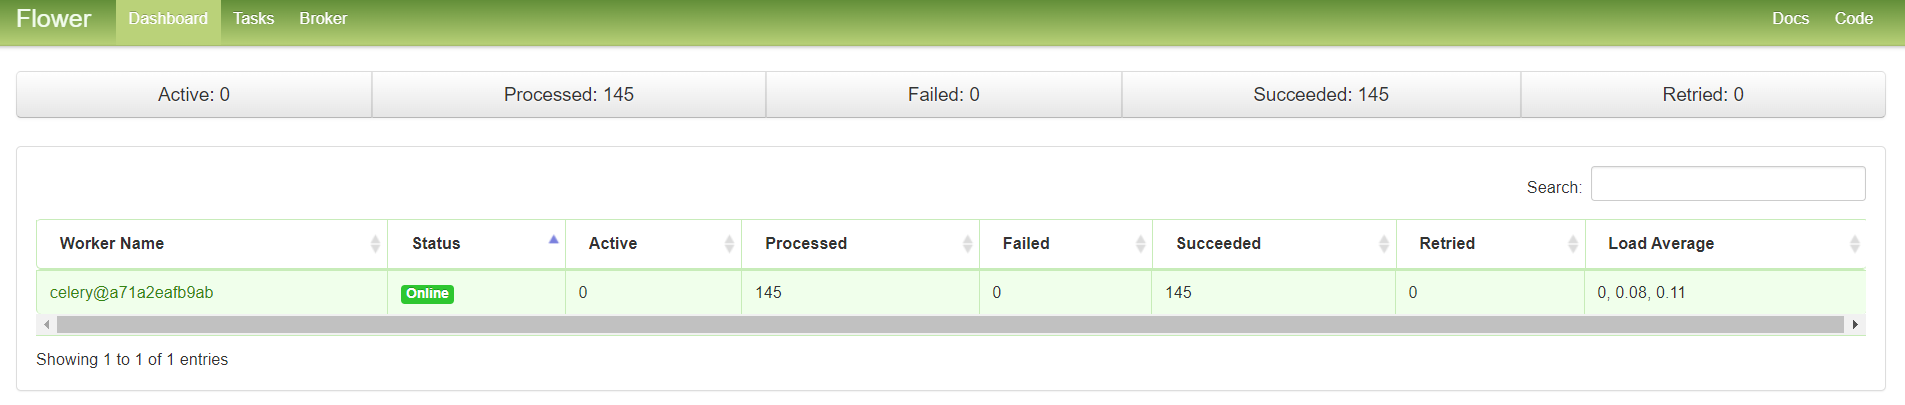 Flower Dashboard Tasks Broker Docs Code
Active: 0 Processed: 145 Failed: 0 Succeeded: 145 Retried: 0
Search:
Worker Name Status Active Processed Failed Succeeded Retried Load Average
celery@a71a2eafb9ab Online 0 145 0 145 0 0, 0.08, 0.11
Showing 1 to 1 of 1 entries